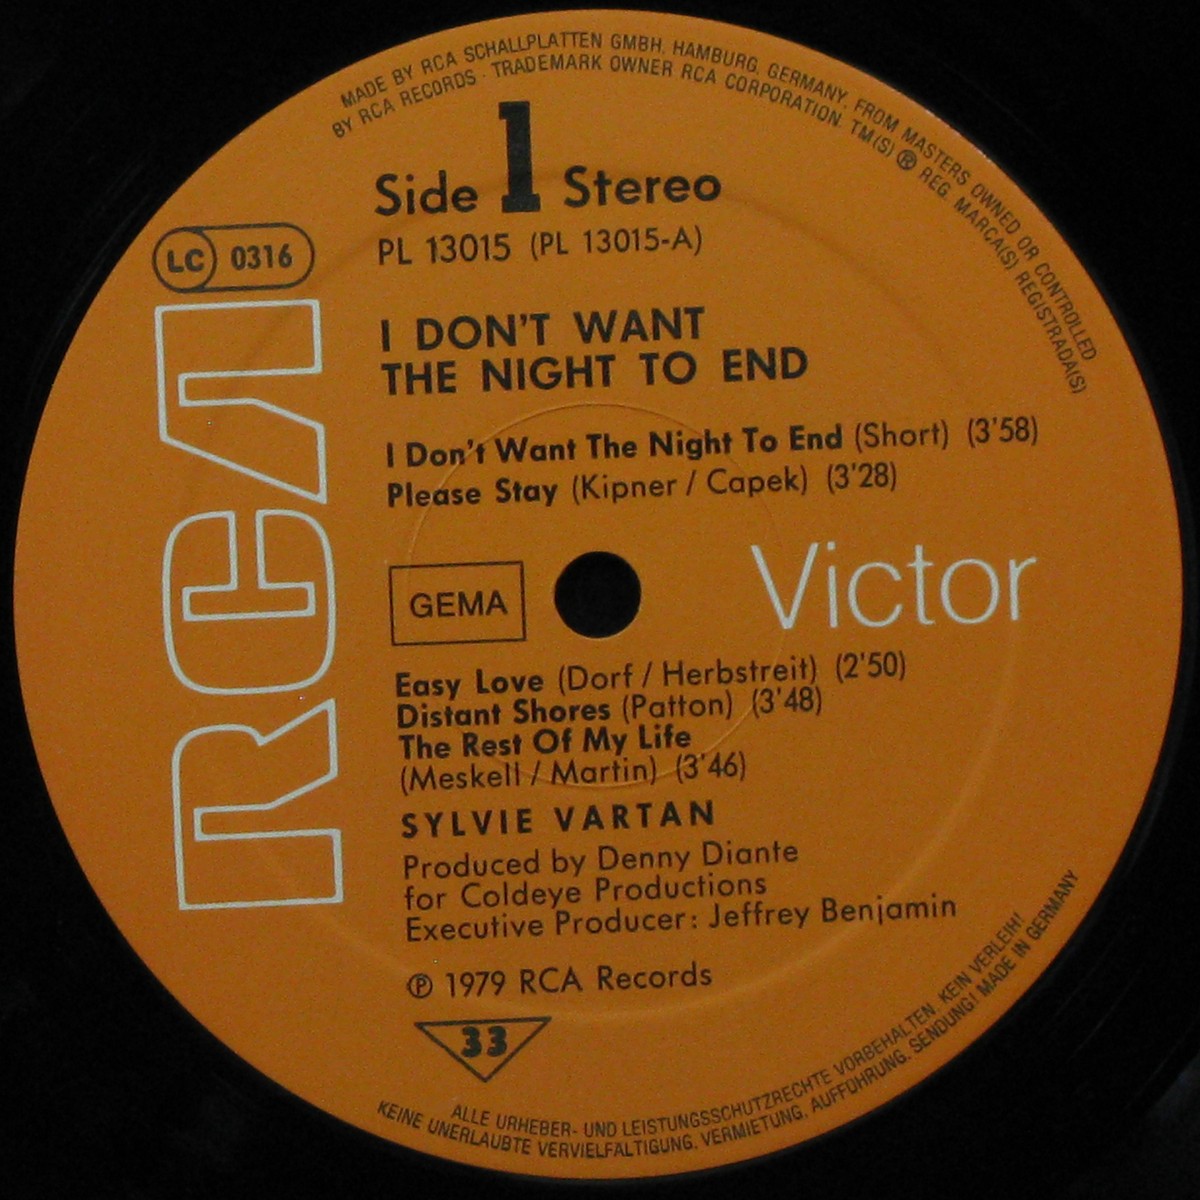 MADE BY RCA SCHALLPLATTEN GMBH, HAMBURG, GERMANY, FROM MASTERS OWNED OR CONTROLLED
BY RCA RECORDS · TRADEMARK OWNER RCA CORPORATION. TM(S) ® REG. MARCA(S) REGISTRADA(S)
Side 1 Stereo
PL 13015 (PL 13015-A)
LC 0316
RCA
I DON'T WANT
THE NIGHT TO END
I Don't Want The Night To End (Short) (3'58)
Please Stay (Kipner / Capek) (3'28)
GEMA
Victor
Easy Love (Dorf / Herbstreit) (2'50)
Distant Shores (Patton) (3'48)
The Rest Of My Life
(Meskell / Martin) (3'46)
SYLVIE VARTAN
Produced by Denny Diante
for Coldeye Productions
Executive Producer: Jeffrey Benjamin
℗ 1979 RCA Records
33
ALLE URHEBER- UND LEISTUNGSSCHUTZRECHTE VORBEHALTEN. KEIN VERLEIH!
KEINE UNERLAUBTE VERVIELFÄLTIGUNG, VERMIETUNG, AUFFÜHRUNG, SENDUNG! MADE IN GERMANY